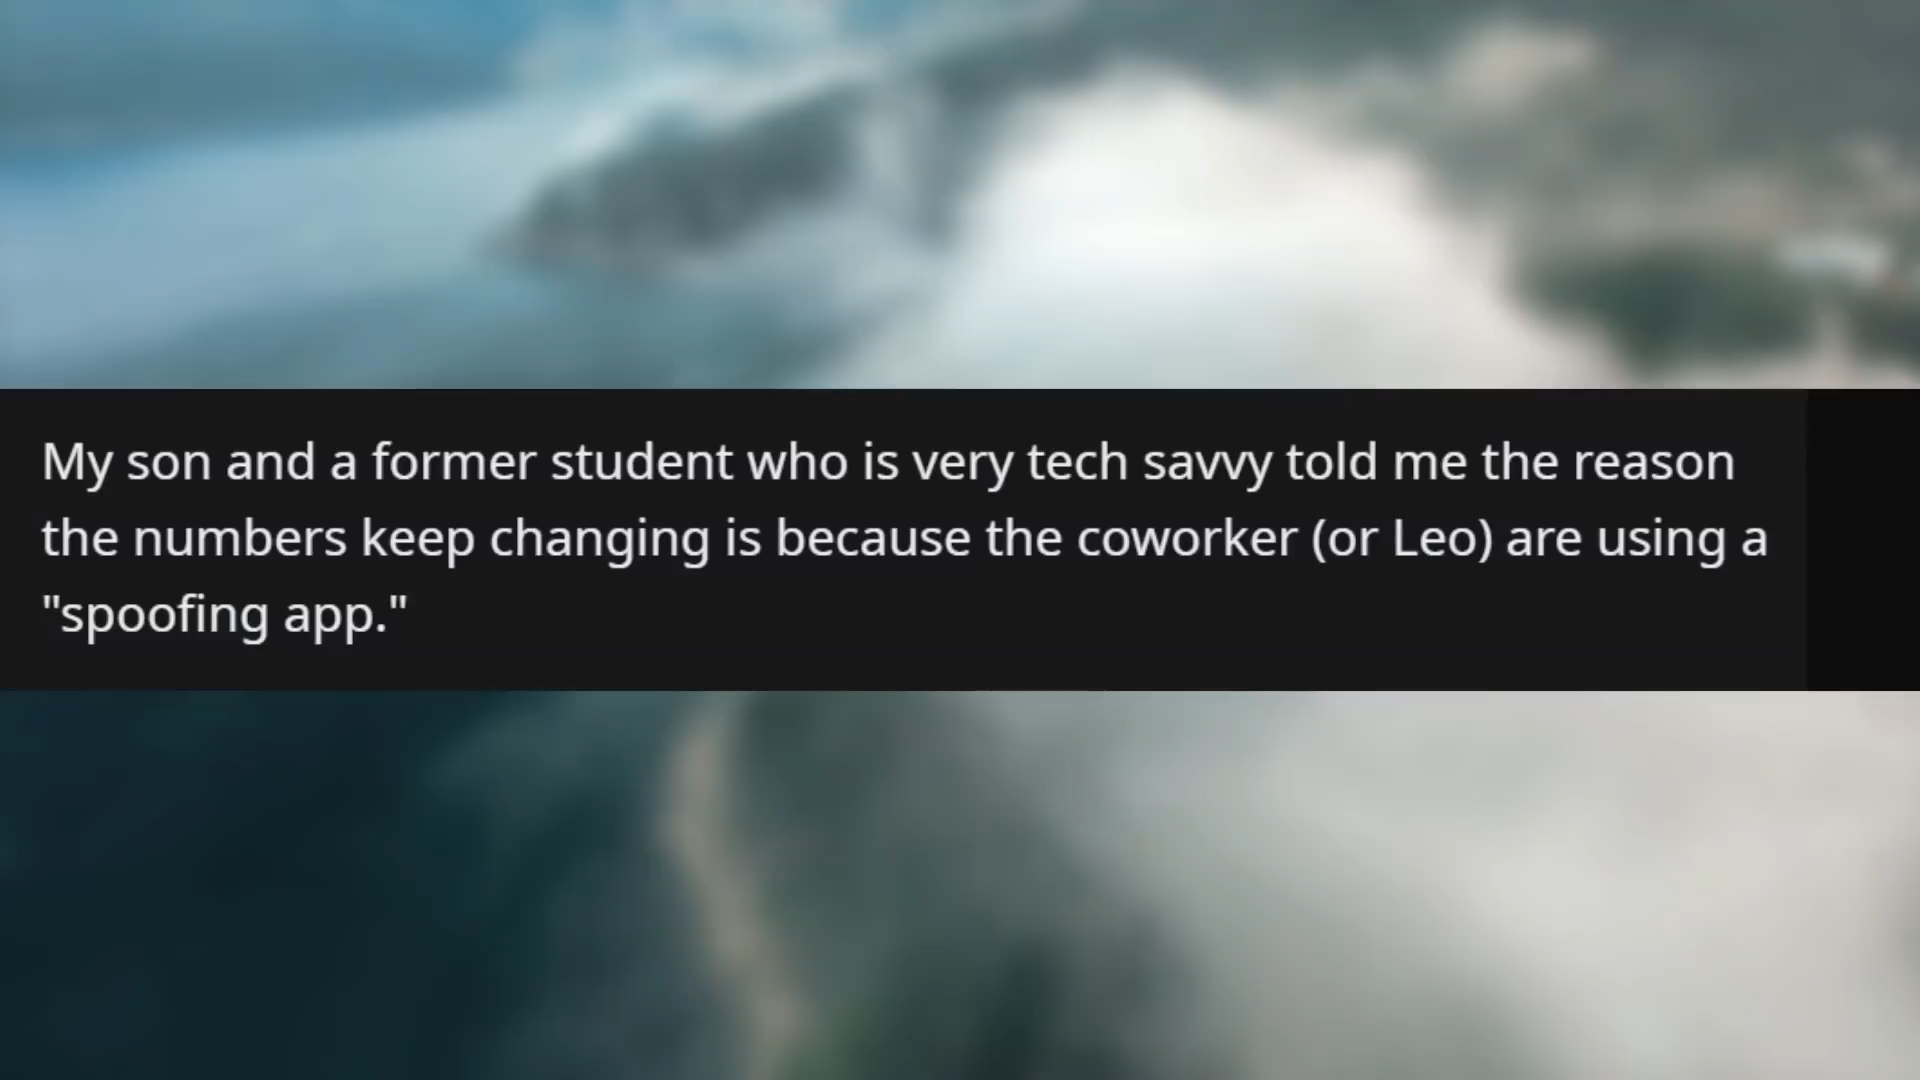 My son and a former student who is very tech savvy told me the reason
the numbers keep changing is because the coworker (or Leo) are using a
"spoofing app."